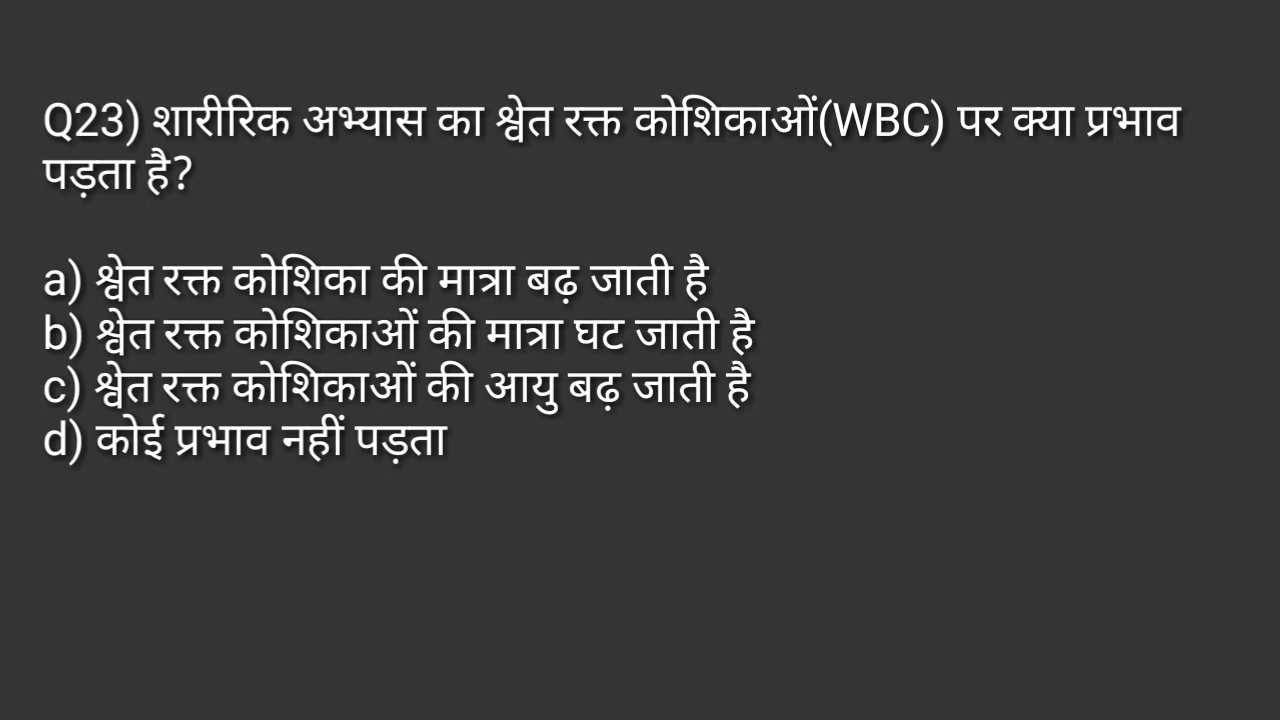 Q23) शारीरिक अभ्यास का श्वेत रक्त कोशिकाओं(WBC) पर क्या प्रभाव
पड़ता है?
a) श्वेत रक्त कोशिका की मात्रा बढ़ जाती है
b) श्वेत रक्त कोशिकाओं की मात्रा घट जाती है
c) श्वेत रक्त कोशिकाओं की आयु बढ़ जाती है
d) कोई प्रभाव नहीं पड़ता